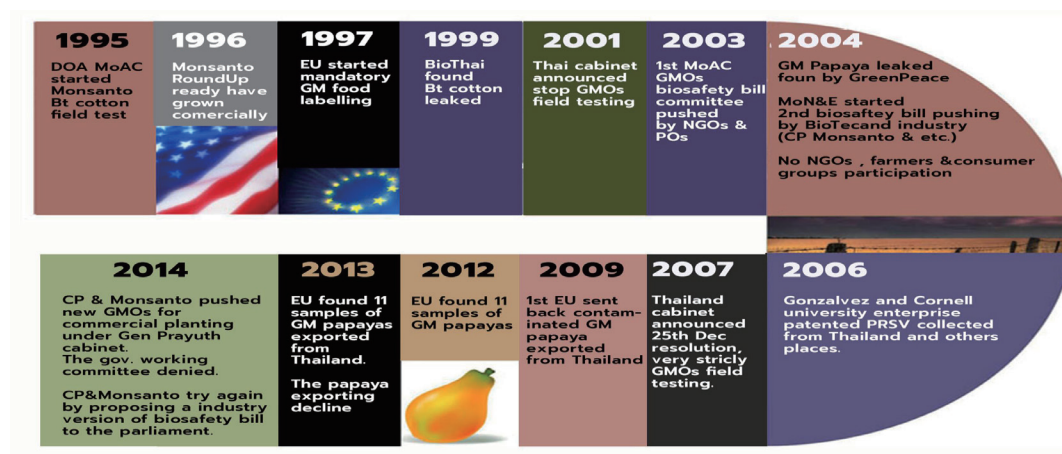 1995
DOA MoAC
started
Monsanto
Bt cotton
field test
1996
Monsanto
RoundUp
ready have
grown
comercially
1997
EU started
mandatory
GM food
labelling
1999
BioThai
found
Bt cotton
leaked
2001
Thai cabinet
announced
stop GMOs
field testing
2003
1st MoAC
GMOs
biosafety bill
committee
pushed
by NGOs &
POs
2004
GM Papaya leaked
foun by GreenPeace
MoN&E started
2nd biosaftey bill pushing
by BioTecand industry
(CP Monsanto & etc.)
No NGOs , farmers &consumer
groups participation
2006
Gonzalvez and Cornell
university enterprise
patented PRSV collected
from Thailand and others
places.
2007
Thailand
cabinet
announced
25th Dec
resolution,
very stricly
GMOs field
testing.
2009
1st EU sent
back contam-
inated GM
papaya
exported
from Thailand
2012
EU found 11
samples of
GM papayas
2013
EU found 11
samples of
GM papayas
exported
from
Thailand.
The papaya
exporting
decline
2014
CP & Monsanto pushed
new GMOs for
commercial planting
under Gen Prayuth
cabinet.
The gov. working
committee denied.
CP&Monsanto try again
by proposing a industry
version of biosafety bill
to the parliament.